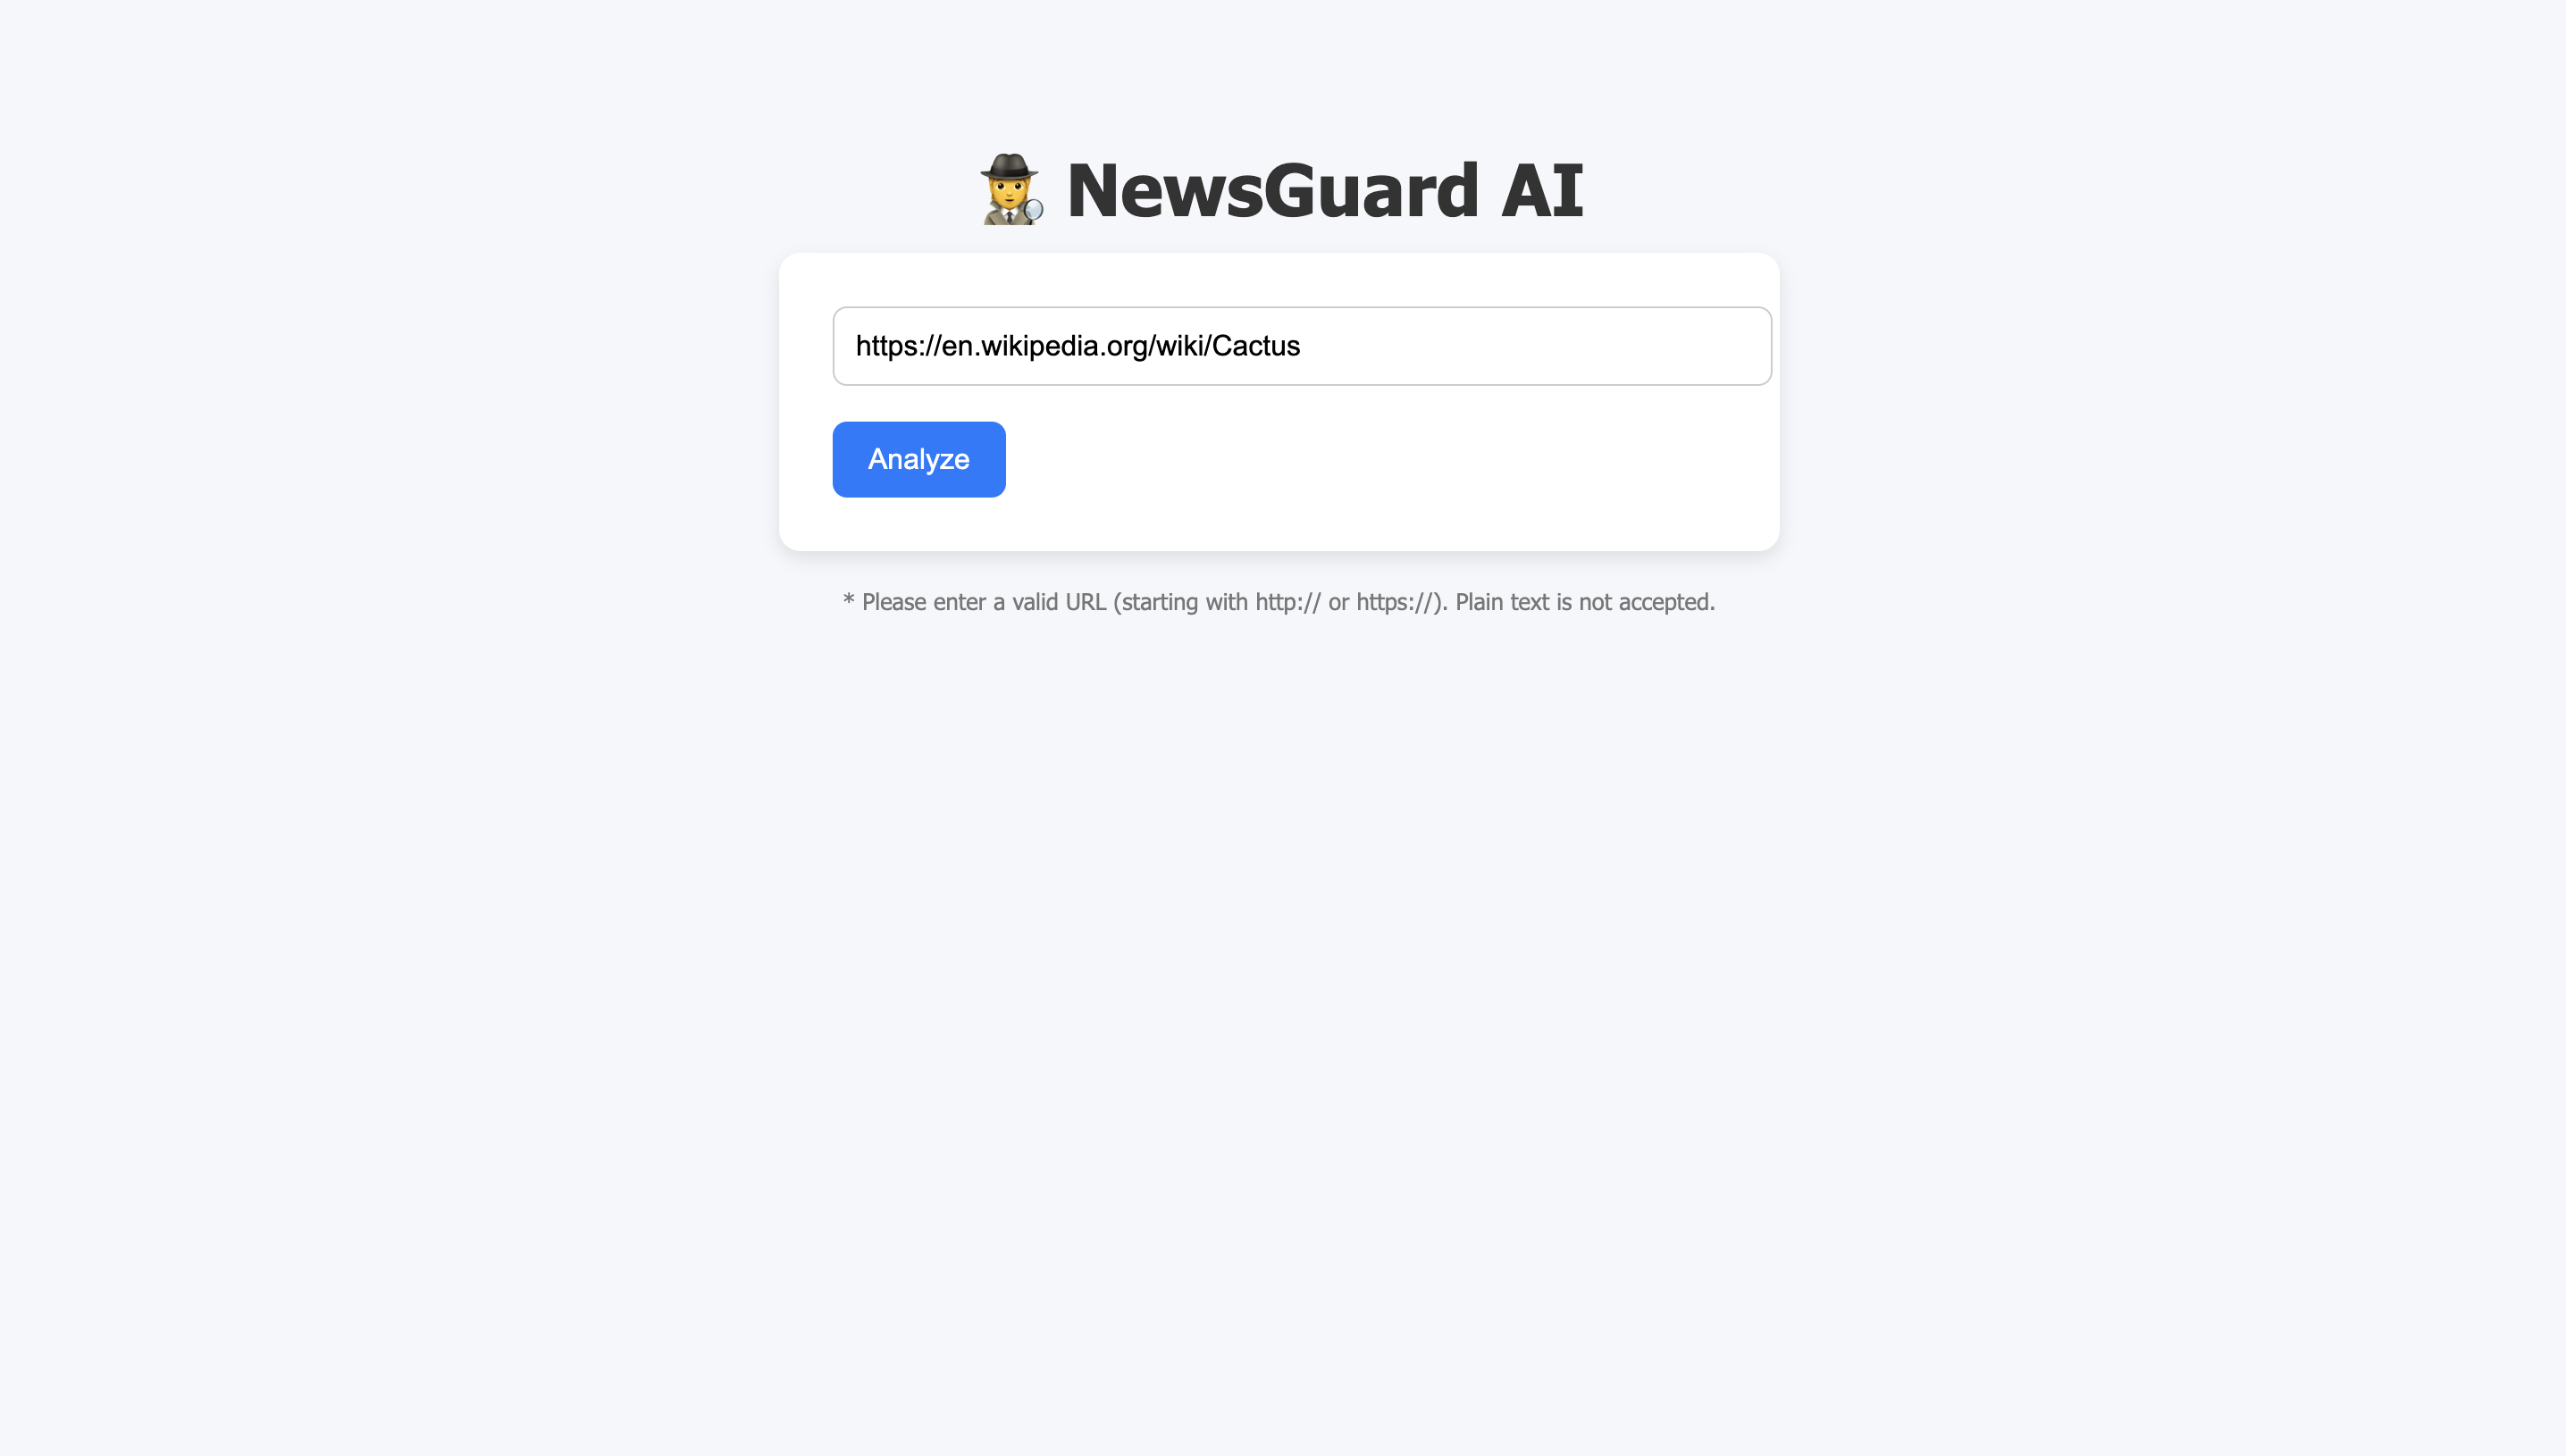 NewsGuard AI
https://en.wikipedia.org/wiki/Cactus
Analyze
* Please enter a valid URL (starting with http:// or https://). Plain text is not accepted.